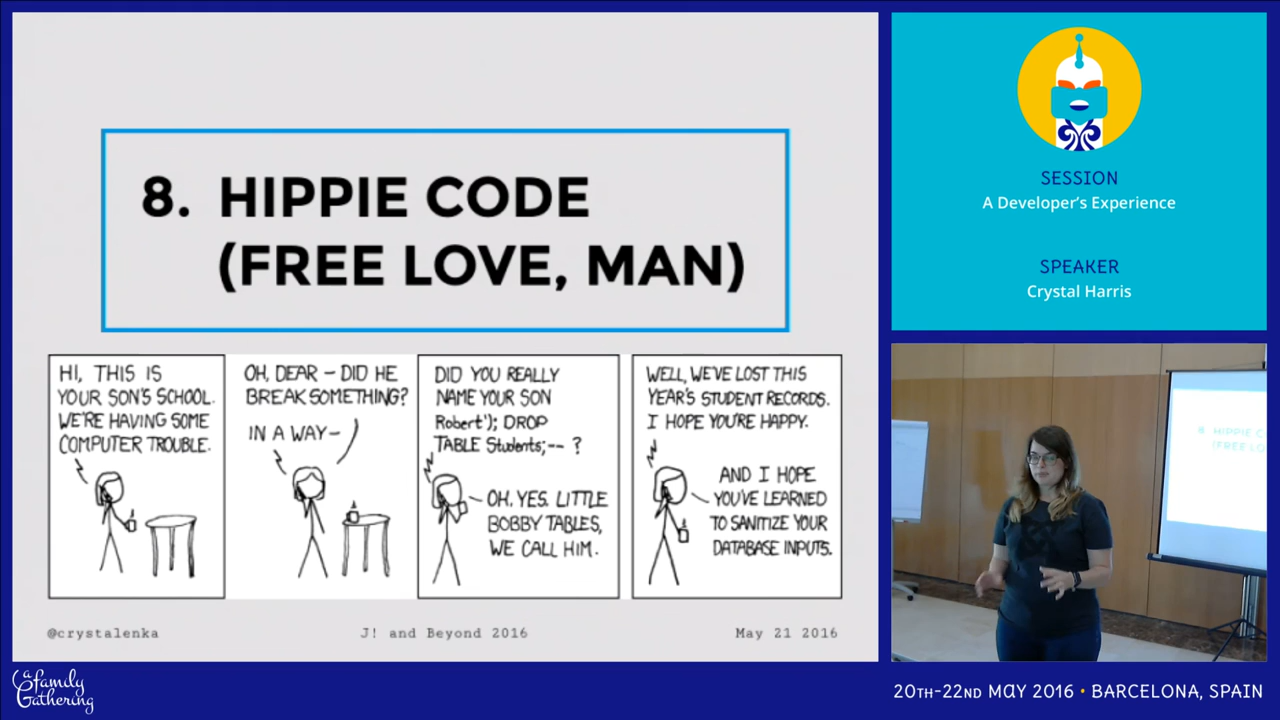 8. HIPPIE CODE
(FREE LOVE, MAN)
HI, THIS IS
YOUR SON'S SCHOOL.
WE'RE HAVING SOME
COMPUTER TROUBLE.
OH, DEAR – DID HE
BREAK SOMETHING?
IN A WAY–
DID YOU REALLY
NAME YOUR SON
Robert'); DROP
TABLE Students;-- ?
OH, YES. LITTLE
BOBBY TABLES,
WE CALL HIM.
WELL, WE'VE LOST THIS
YEAR'S STUDENT RECORDS.
I HOPE YOU'RE HAPPY.
AND I HOPE
YOU'VE LEARNED
TO SANITIZE YOUR
DATABASE INPUTS.
@crystalenka
J! and Beyond 2016
May 21 2016
SESSION
A Developer's Experience
SPEAKER
Crystal Harris
8. HIPPIE
a family
Gathering
20TH-22ND MAY 2016 • BARCELONA, SPAIN